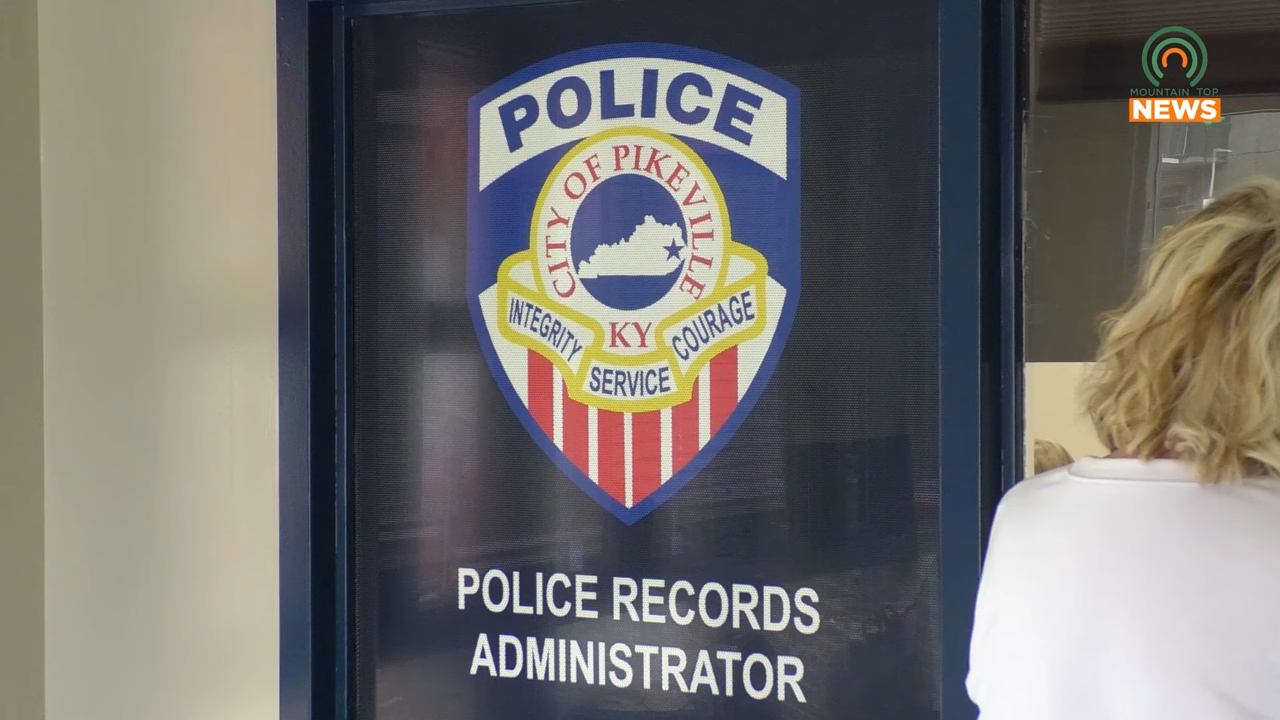 MOUNTAIN TOP
NEWS
POLICE
CITY OF PIKEVILLE
KY
INTEGRITY
SERVICE
COURAGE
POLICE RECORDS
ADMINISTRATOR